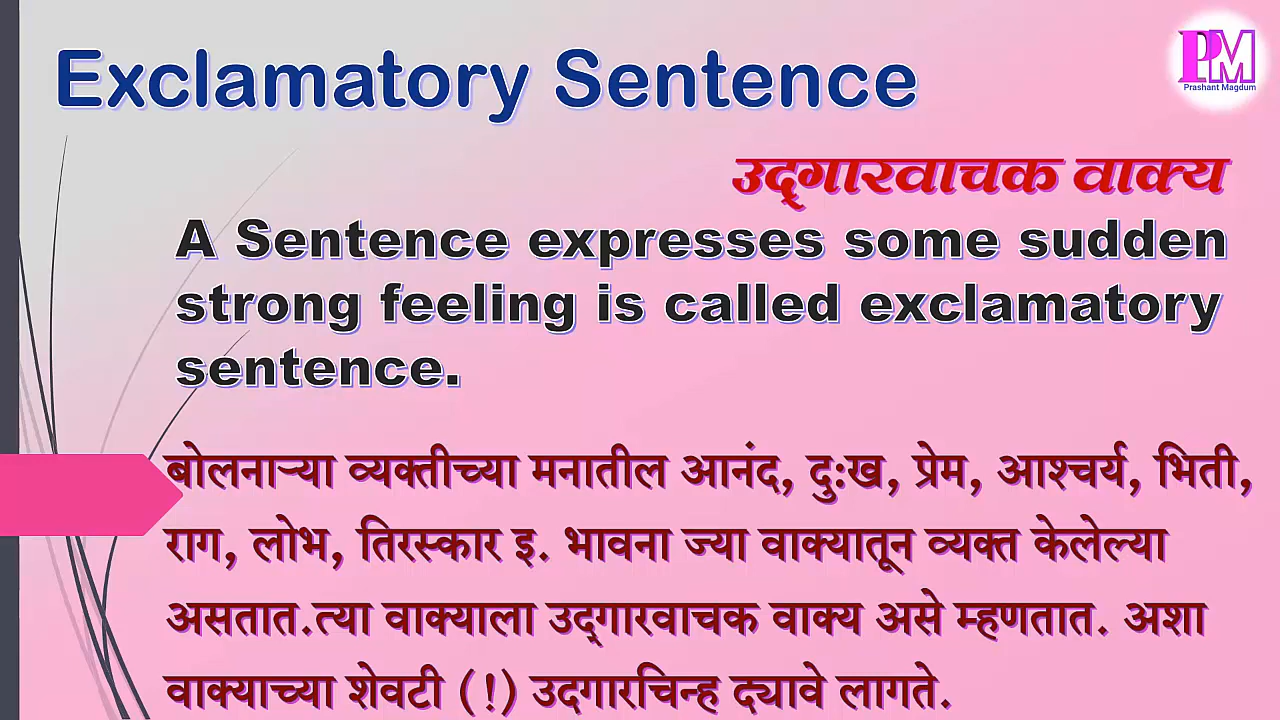 Exclamatory Sentence
PM
Prashant Magdum
उद्गारवाचक वाक्य
A Sentence expresses some sudden
strong feeling is called exclamatory
sentence.
बोलनाऱ्या व्यक्तीच्या मनातील आनंद, दुःख, प्रेम, आश्चर्य, भिती,
राग, लोभ, तिरस्कार इ. भावना ज्या वाक्यातून व्यक्त केलेल्या
असतात.त्या वाक्याला उद्‌गारवाचक वाक्य असे म्हणतात. अशा
वाक्याच्या शेवटी (!) उदगारचिन्ह द्यावे लागते.